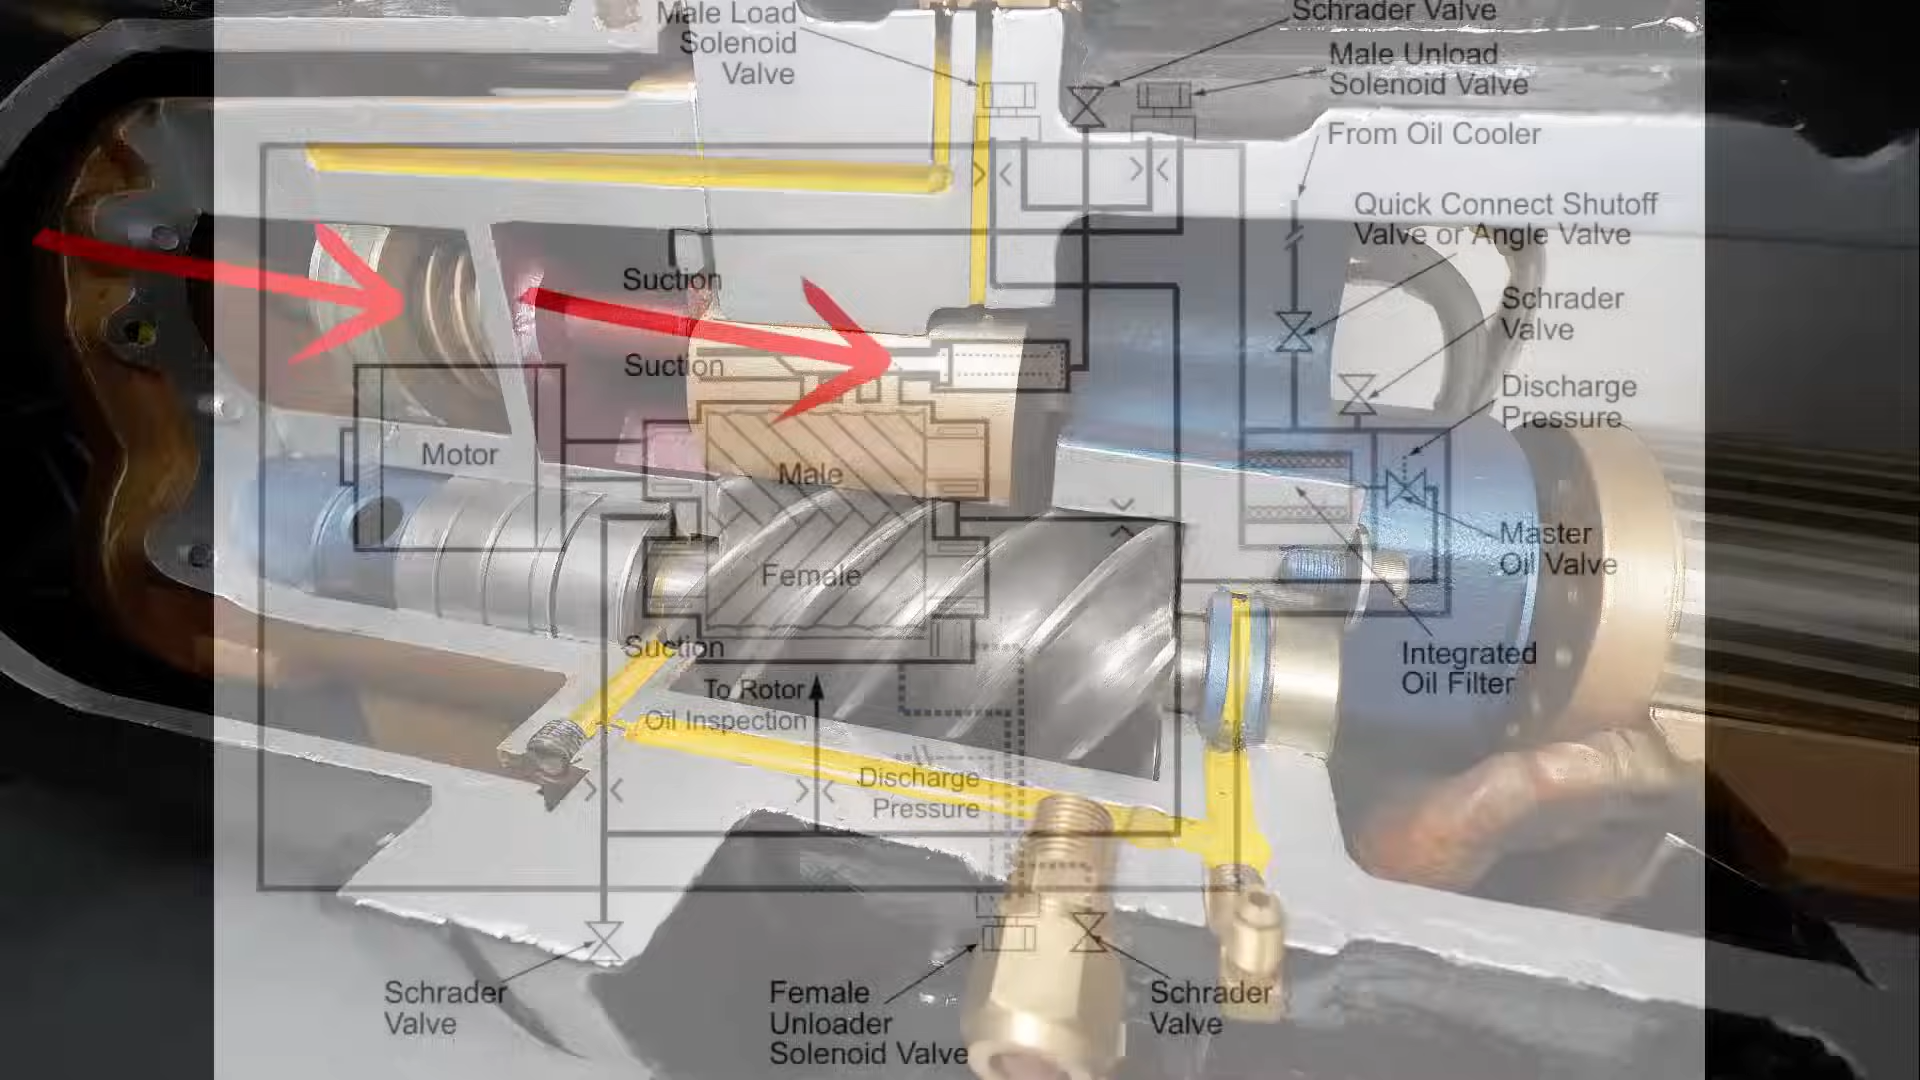 Male Load
Solenoid
Valve
Schrader Valve
Male Unload
Solenoid Valve
From Oil Cooler
Quick Connect Shutoff
Valve or Angle Valve
Suction
Schrader
Valve
Suction
Discharge
Pressure
Motor
Male
Master
Oil Valve
Female
Suction
Integrated
Oil Filter
To Rotor
Oil Inspection
Discharge
Pressure
Schrader
Valve
Female
Unloader
Solenoid Valve
Schrader
Valve